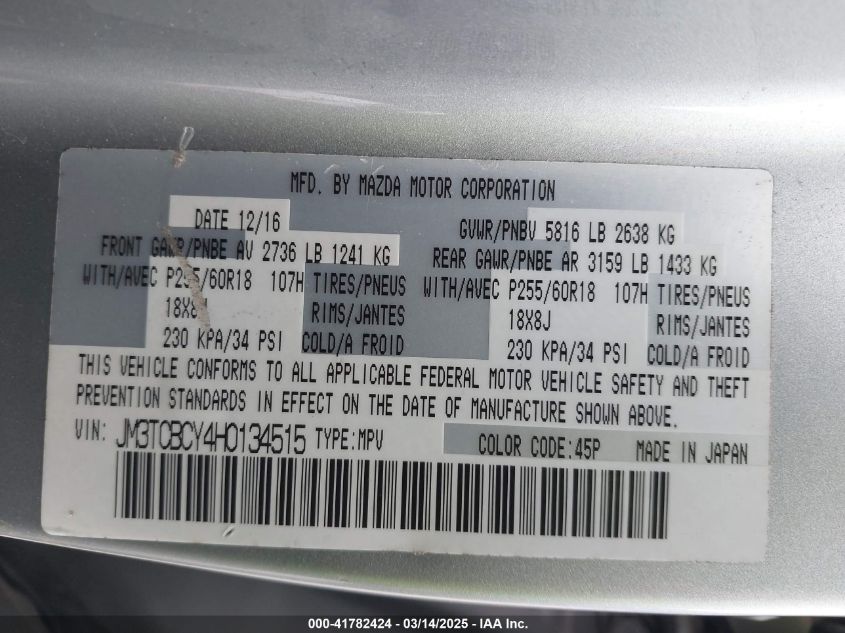 MFD. BY MAZDA MOTOR CORPORATION
DATE 12/16 GVWR/PNBV 5816 LB 2638 KG
FRONT GAWR/PNBE AV 2736 LB 1241 KG REAR GAWR/PNBE AR 3159 LB 1433 KG
WITH/AVEC P255/60R18 107H TIRES/PNEUS WITH/AVEC P255/60R18 107H TIRES/PNEUS
18X8J RIMS/JANTES 18X8J RIMS/JANTES
230 KPA/34 PSI COLD/A FROID 230 KPA/34 PSI COLD/A FROID
THIS VEHICLE CONFORMS TO ALL APPLICABLE FEDERAL MOTOR VEHICLE SAFETY AND THEFT
PREVENTION STANDARDS IN EFFECT ON THE DATE OF MANUFACTURE SHOWN ABOVE.
VIN: JM3TCBCY4H0134515 TYPE:MPV COLOR CODE:45P MADE IN JAPAN
000-41782424 / 03/14/2025 - IAA Inc.